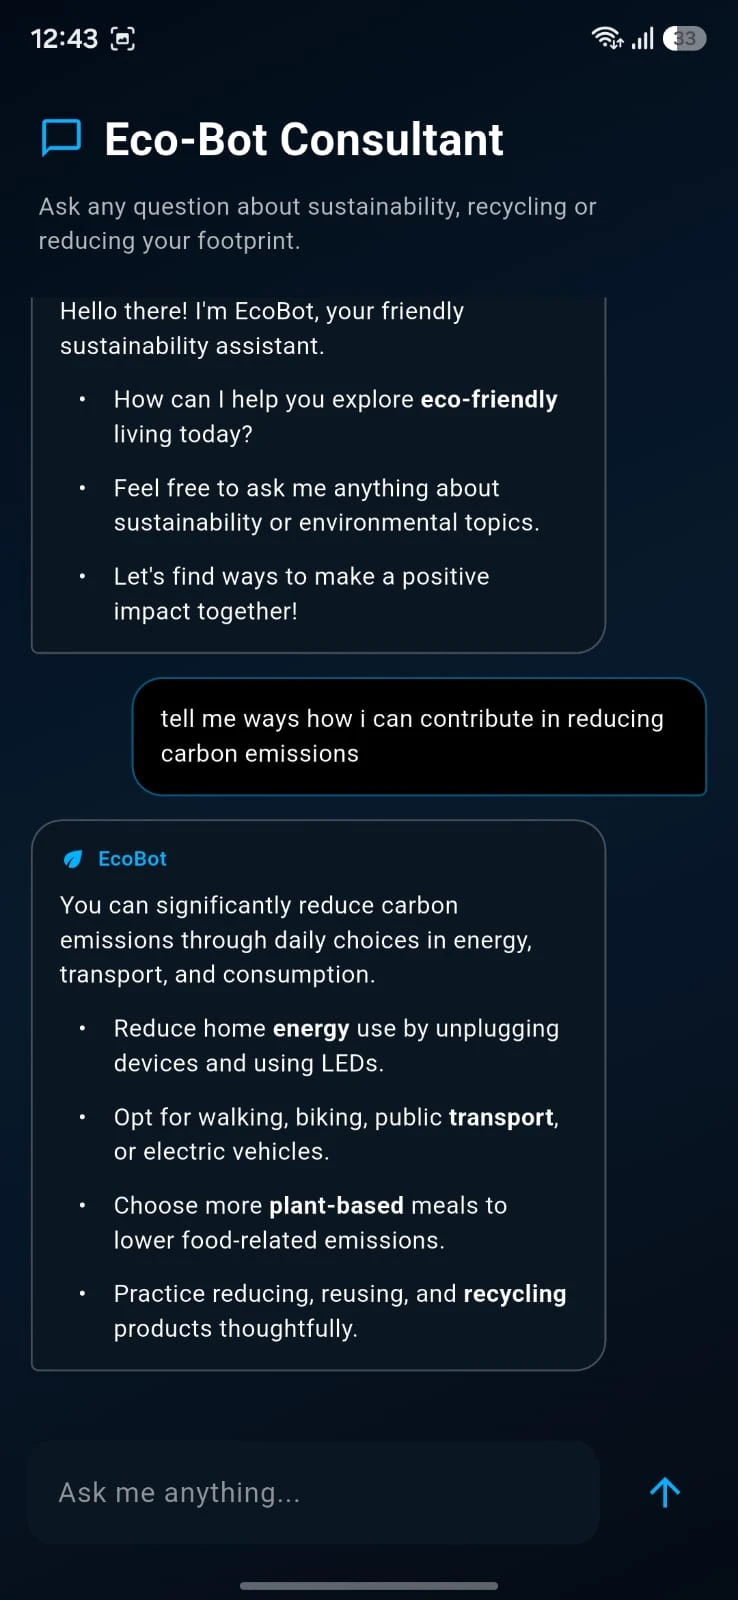 12:43
33
Eco-Bot Consultant
Ask any question about sustainability, recycling or
reducing your footprint.
Hello there! I'm EcoBot, your friendly
sustainability assistant.
• How can I help you explore eco-friendly
living today?
• Feel free to ask me anything about
sustainability or environmental topics.
• Let's find ways to make a positive
impact together!
tell me ways how i can contribute in reducing
carbon emissions
EcoBot
You can significantly reduce carbon
emissions through daily choices in energy,
transport, and consumption.
• Reduce home energy use by unplugging
devices and using LEDs.
• Opt for walking, biking, public transport,
or electric vehicles.
• Choose more plant-based meals to
lower food-related emissions.
• Practice reducing, reusing, and recycling
products thoughtfully.
Ask me anything...